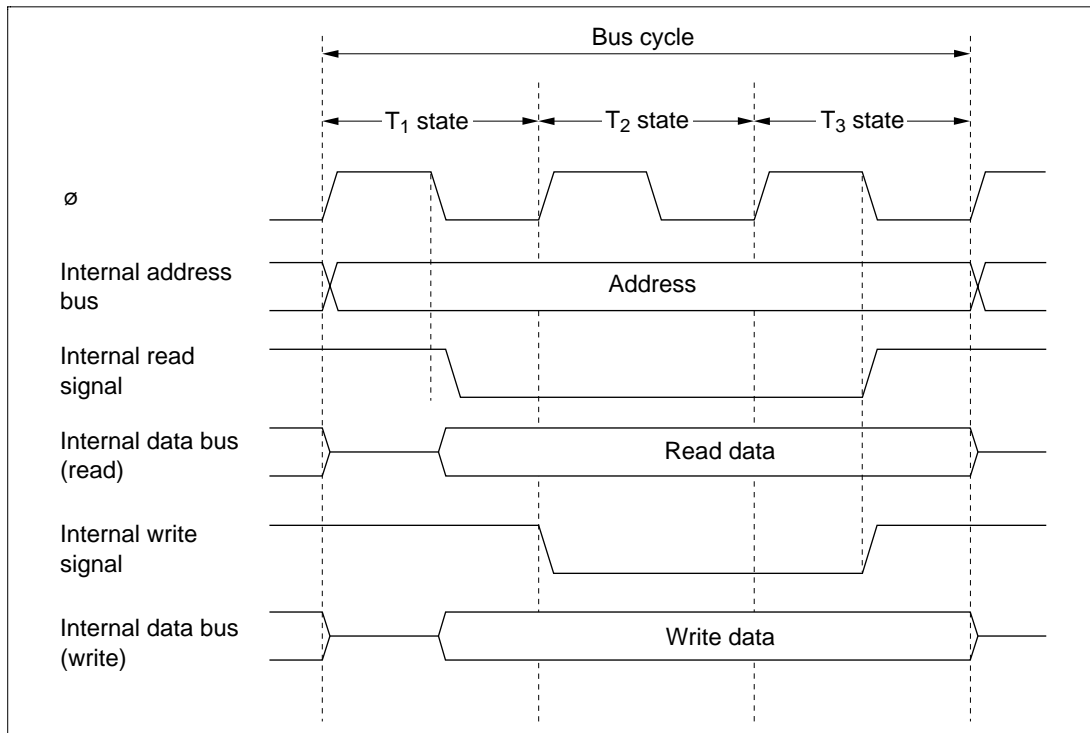 Bus cycle
T₁ state
T₂ state
T₃ state
ø
Internal address
bus
Address
Internal read
signal
Internal data bus
(read)
Read data
Internal write
signal
Internal data bus
(write)
Write data